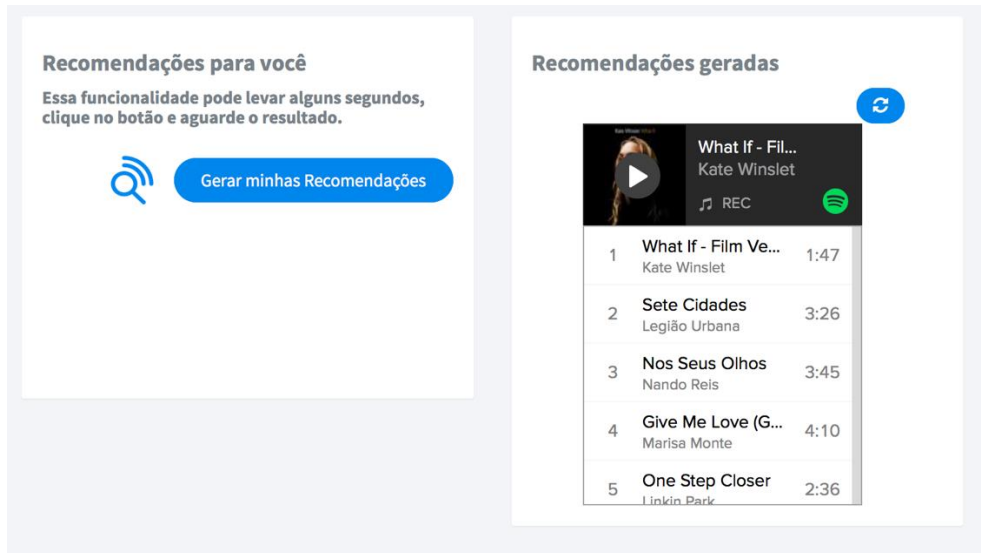 Recomendações para você
Essa funcionalidade pode levar alguns segundos,
clique no botão e aguarde o resultado.
Gerar minhas Recomendações
Recomendações geradas
What If - Fil...
Kate Winslet
REC
1 What If - Film Ve... 1:47
Kate Winslet
2 Sete Cidades 3:26
Legião Urbana
3 Nos Seus Olhos 3:45
Nando Reis
4 Give Me Love (G... 4:10
Marisa Monte
5 One Step Closer 2:36
Linkin Park